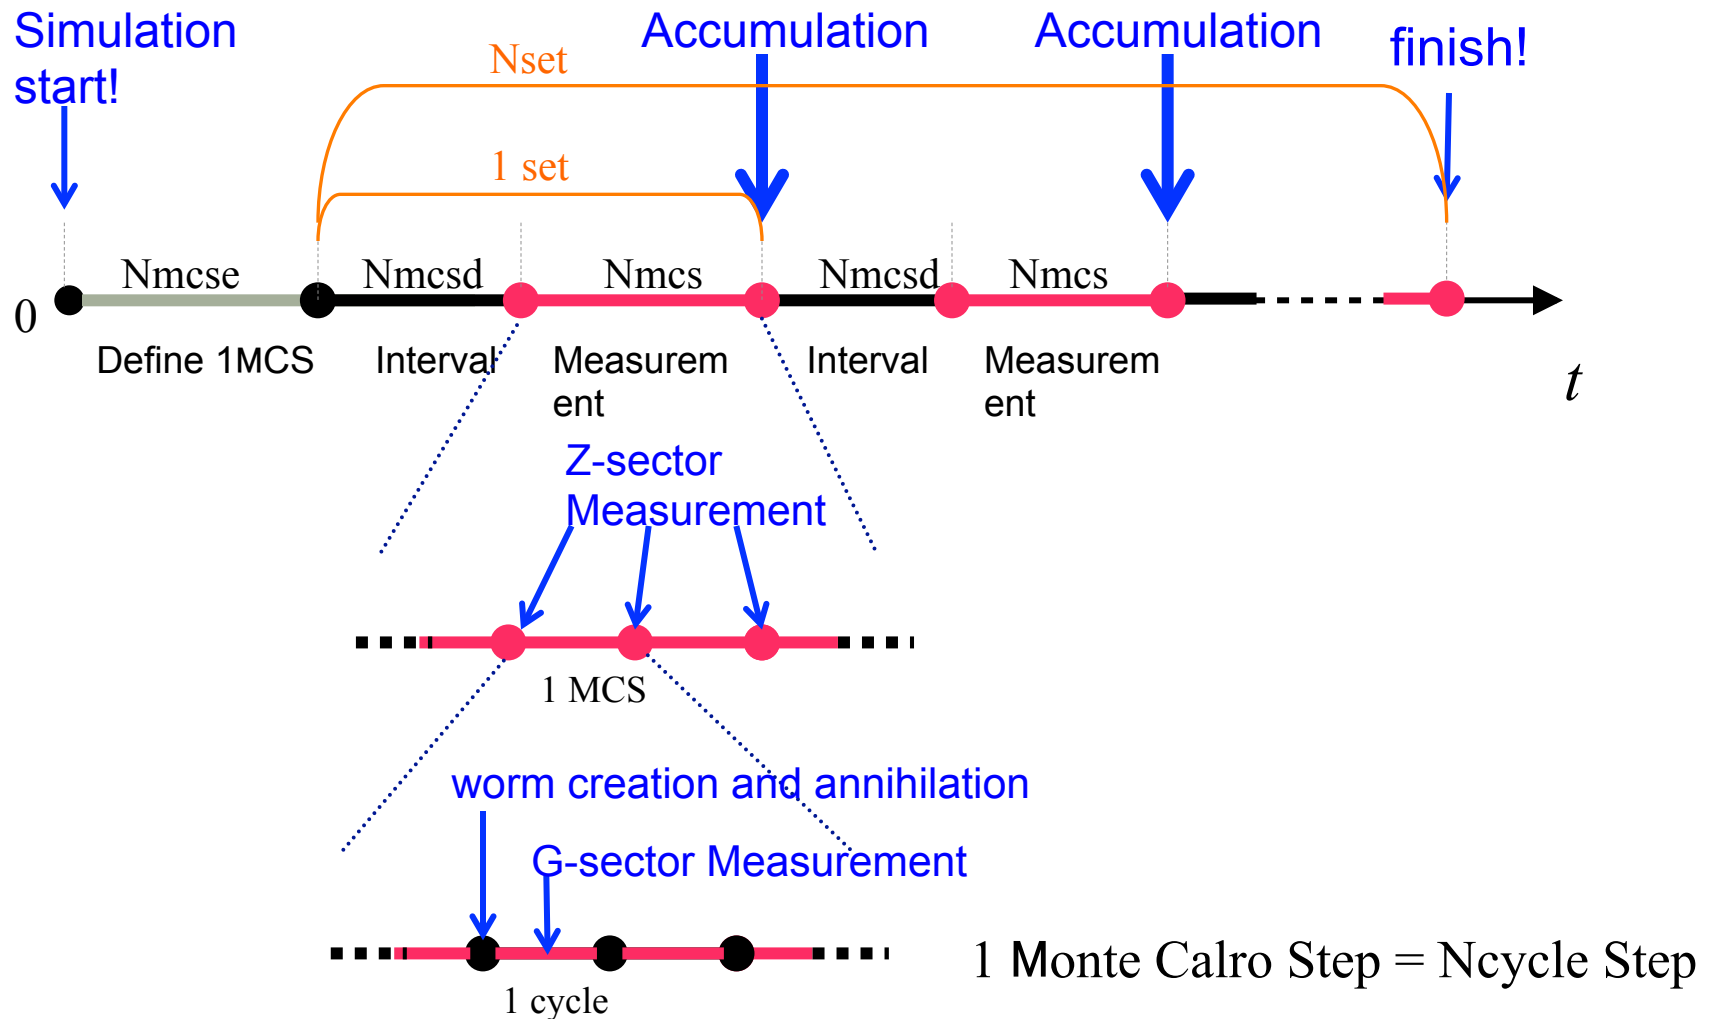 Simulation
start!
Nset
Accumulation
Accumulation
finish!
1 set
0
Nmcse
Nmcsd
Nmcs
Nmcsd
Nmcs
Define 1MCS
Interval
Measurem
ent
Interval
Measurem
ent
t
Z-sector
Measurement
1 MCS
worm creation and annihilation
G-sector Measurement
1 cycle
1 Monte Calro Step = Ncycle Step